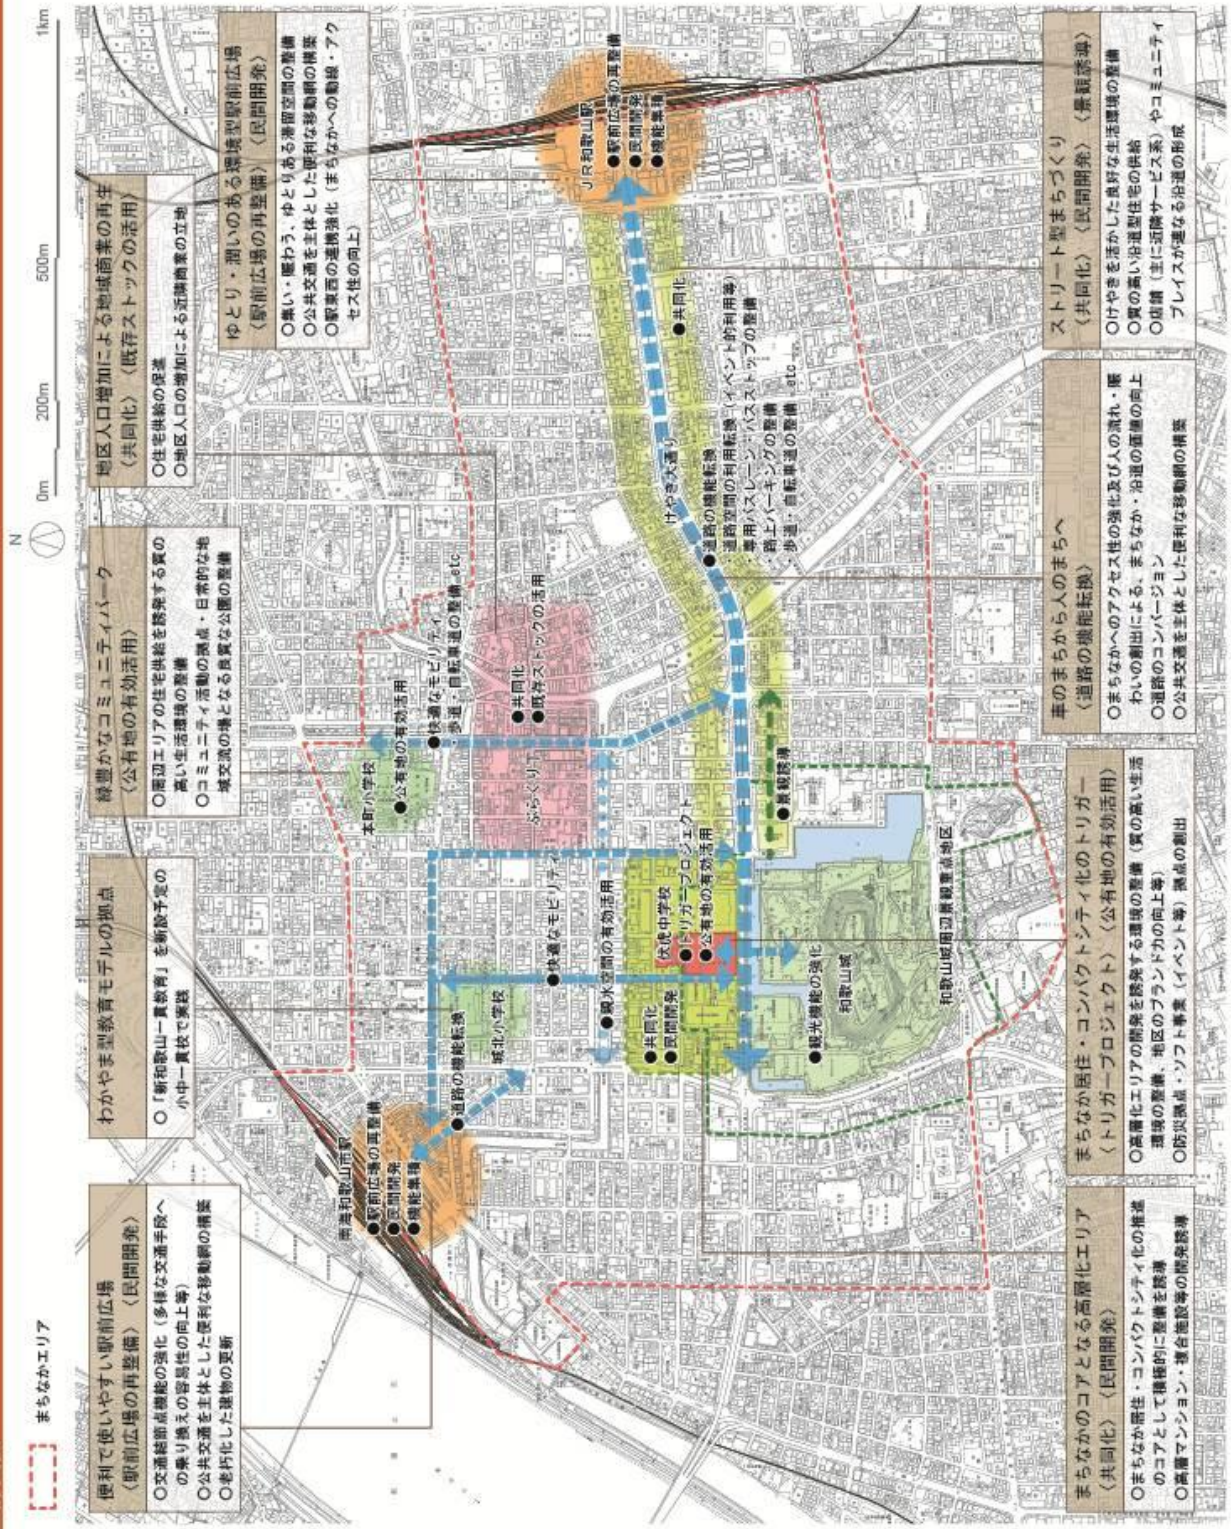 まちなかエリア
N
0m
200m
500m
1km
便利で使いやすい駅前広場
〈駅前広場の再整備〉〈民間開発〉
○交通結節点機能の強化（多様な交通手段へ
の乗り換えの容易性の向上等）
○公共交通を主体とした便利な移動網の構築
○老朽化した建物の更新
わかやま型教育モデルの拠点
○「新和歌山一貫教育」を新設予定の
小中一貫校で実践
緑豊かなコミュニティパーク
〈公有地の有効活用〉
○周辺エリアの住宅供給を誘発する質の
高い生活環境の整備
○コミュニティ活動の拠点・日常的な地
域交流の場となる良質な公園の整備
地区人口増加による地域商業の再生
〈共同化〉〈既存ストックの活用〉
○住宅供給の促進
○地区人口の増加による近隣商業の立地
ゆとり・潤いのある環境型駅前広場
〈駅前広場の再整備〉〈民間開発〉
○集い・賑わう、ゆとりある滞留空間の整備
○公共交通を主体とした便利な移動網の構築
○駅東西の連携強化（まちなかへの動線・アク
セス性の向上）
南海和歌山市駅
●駅前広場の再整備
●民間開発
●機能集積
●道路の機能転換
城北小学校
●快適なモビリティ
●親水空間の有効活用
本町小学校
●公有地の有効活用
●快適なモビリティ
・歩道・自転車道の整備 etc
ぶらくり丁
●共同化
●既存ストックの活用
●共同化
●民間開発
伏虎中学校
●トリガープロジェクト
●公有地の有効活用
●観光機能の強化
和歌山城
和歌山城周辺景観重点地区
●景観誘導
けやき大通り
●道路の機能転換
・道路空間の利用転換（イベント的利用等）
・専用バスレーン・バスストップの整備
・路上パーキングの整備
・歩道・自転車道の整備 etc
●共同化
JR和歌山駅
●駅前広場の再整備
●民間開発
●機能集積
まちなかのコアとなる高層化エリア
〈共同化〉〈民間開発〉
○まちなか居住・コンパクトシティ化の推進
のコアとして積極的に整備を誘導
○高層マンション・複合施設等の開発誘導
まちなか居住・コンパクトシティ化のトリガー
〈トリガープロジェクト〉〈公有地の有効活用〉
○高層化エリアの開発を誘発する環境の整備（質の高い生活
環境の整備、地区のブランド力の向上等）
○防災拠点・ソフト事業（イベント等）拠点の創出
車のまちから人のまちへ
〈道路の機能転換〉
○まちなかへのアクセス性の強化及び人の流れ・賑
わいの創出による、まちなか・沿道の価値の向上
○道路のコンバージョン
○公共交通を主体とした便利な移動網の構築
ストリート型まちづくり
〈共同化〉〈民間開発〉〈景観誘導〉
○けやきを活かした良好な生活環境の整備
○質の高い沿道型住宅の供給
○店舗（主に近隣サービス系）やコミュニティ
プレイスが連なる沿道の形成